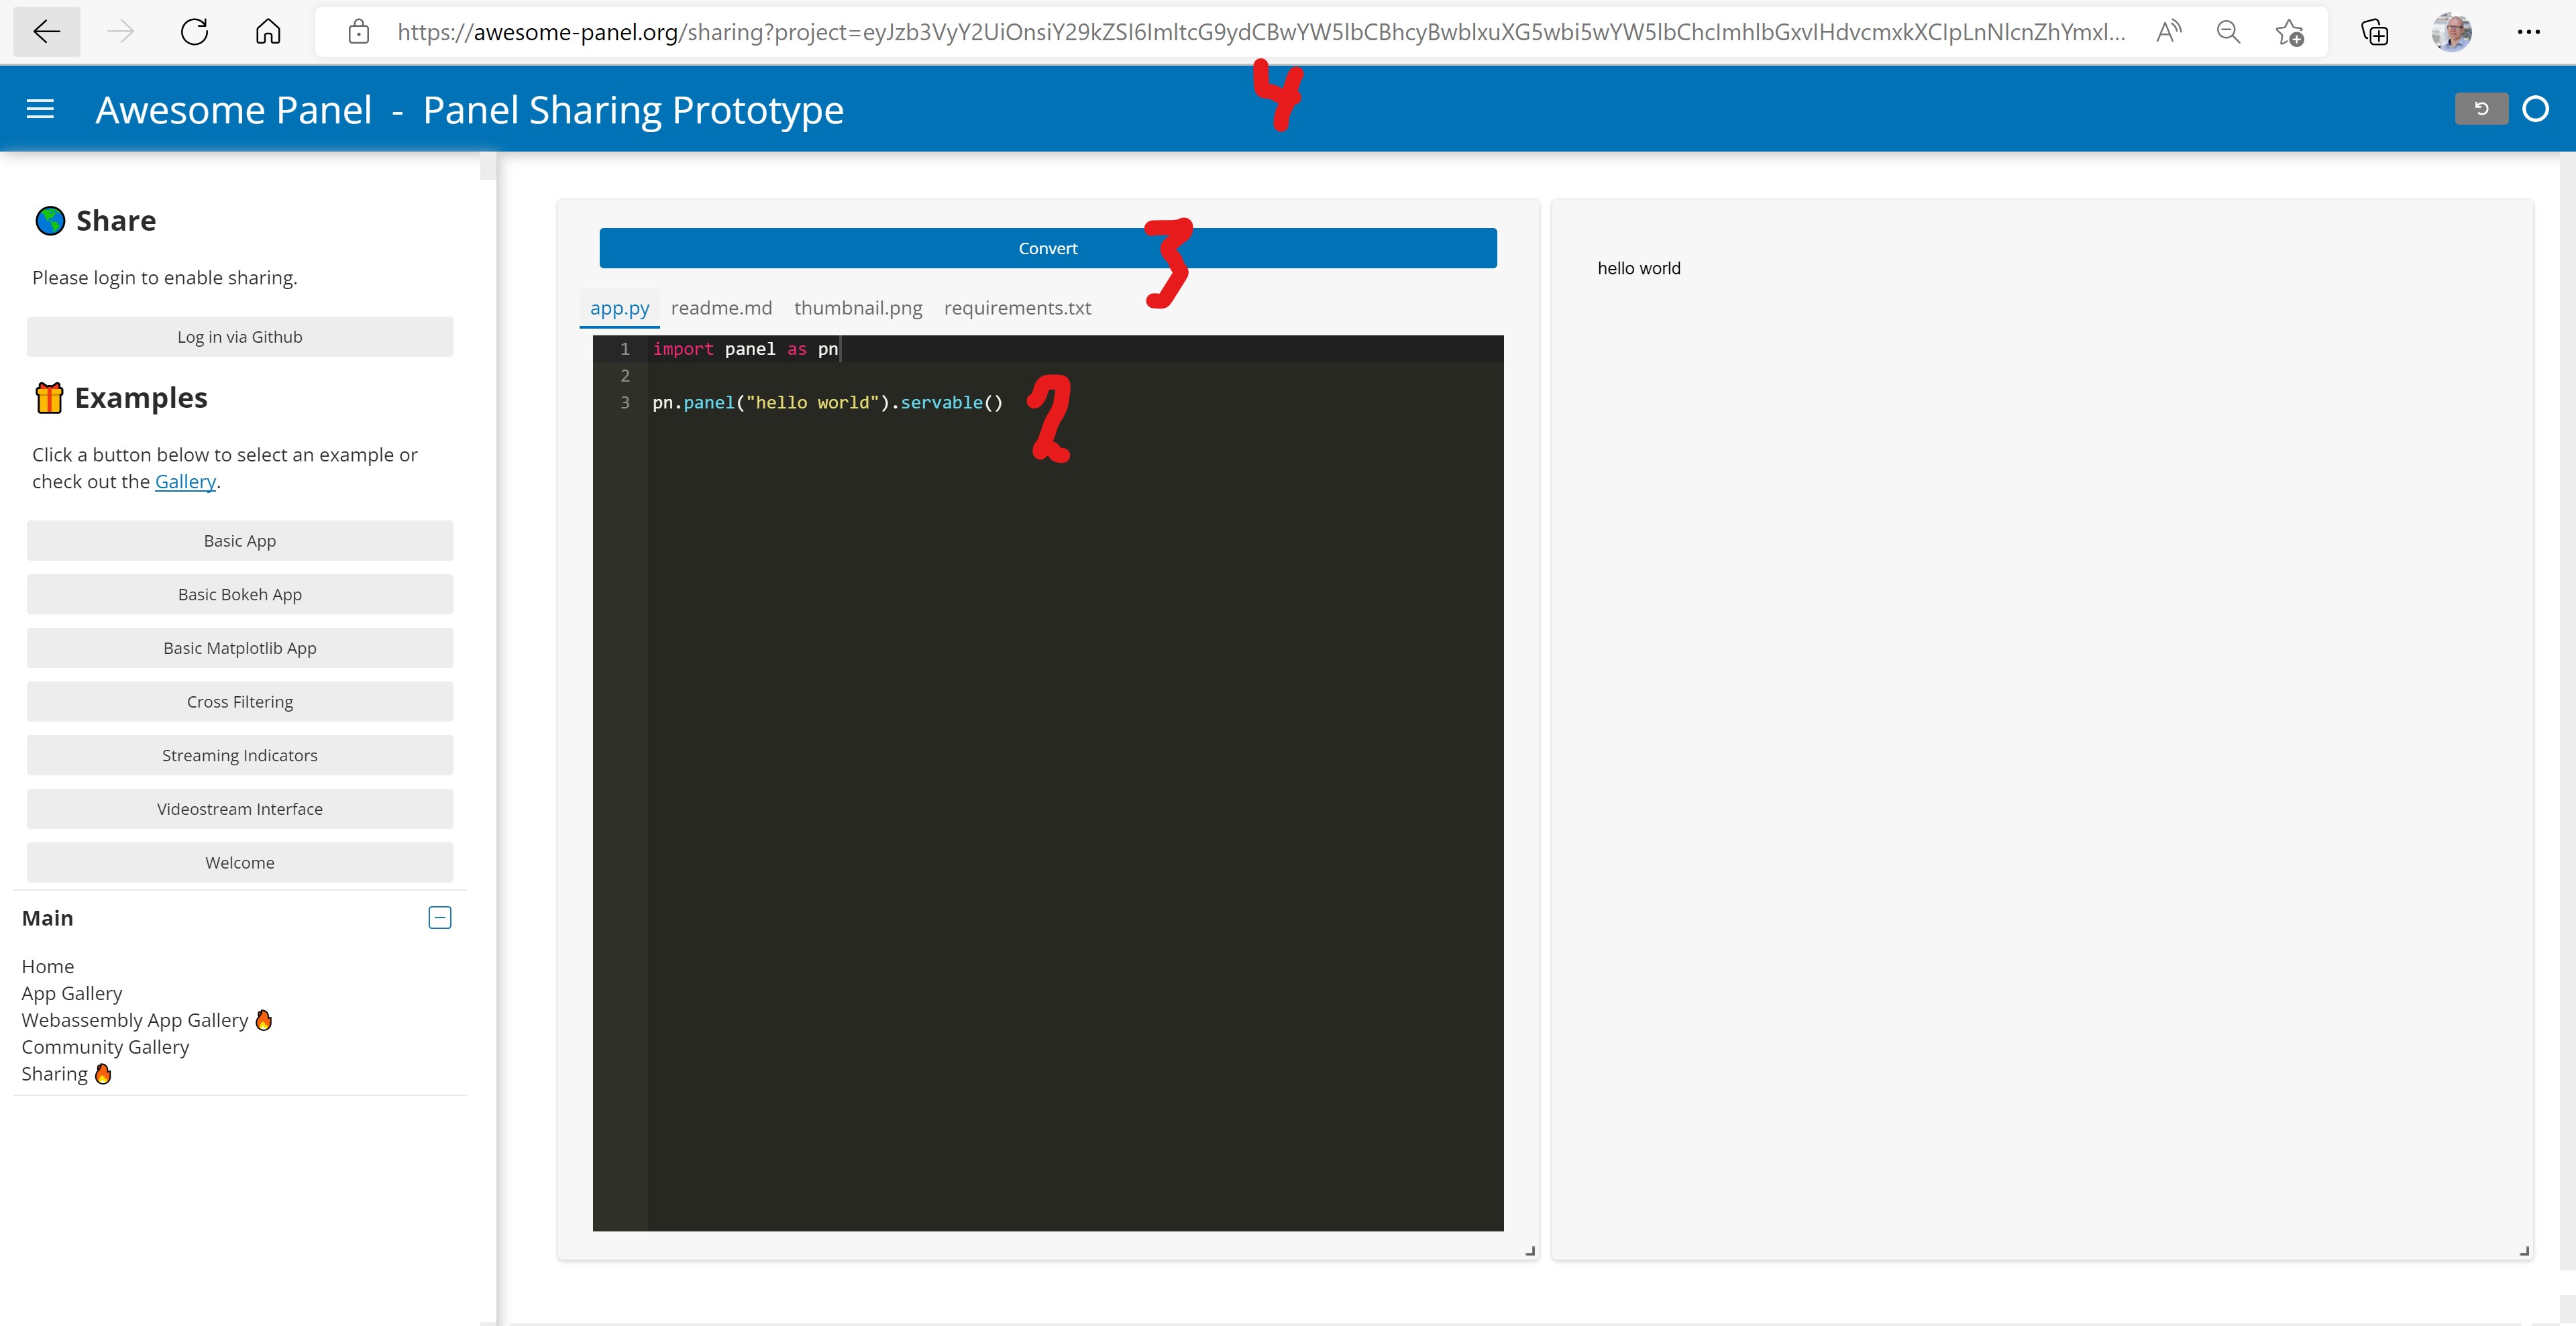 https://awesome-panel.org/sharing?project=eyJzb3VyY2UiOnsiY29kZSI6ImltcG9ydCBwYW5lbCBhcyBwblxuXG5wbi5wYW5lbChcImhlbGxvIHdvcmxkXCIpLnNlcnZhYmxl...
4
Awesome Panel - Panel Sharing Prototype
Share
Please login to enable sharing.
Log in via Github
Examples
Click a button below to select an example or
check out the Gallery.
Basic App
Basic Bokeh App
Basic Matplotlib App
Cross Filtering
Streaming Indicators
Videostream Interface
Welcome
Main
Home
App Gallery
Webassembly App Gallery 🔥
Community Gallery
Sharing 🔥
Convert
3
app.py readme.md thumbnail.png requirements.txt
1 import panel as pn
2
3 pn.panel("hello world").servable()
2
hello world